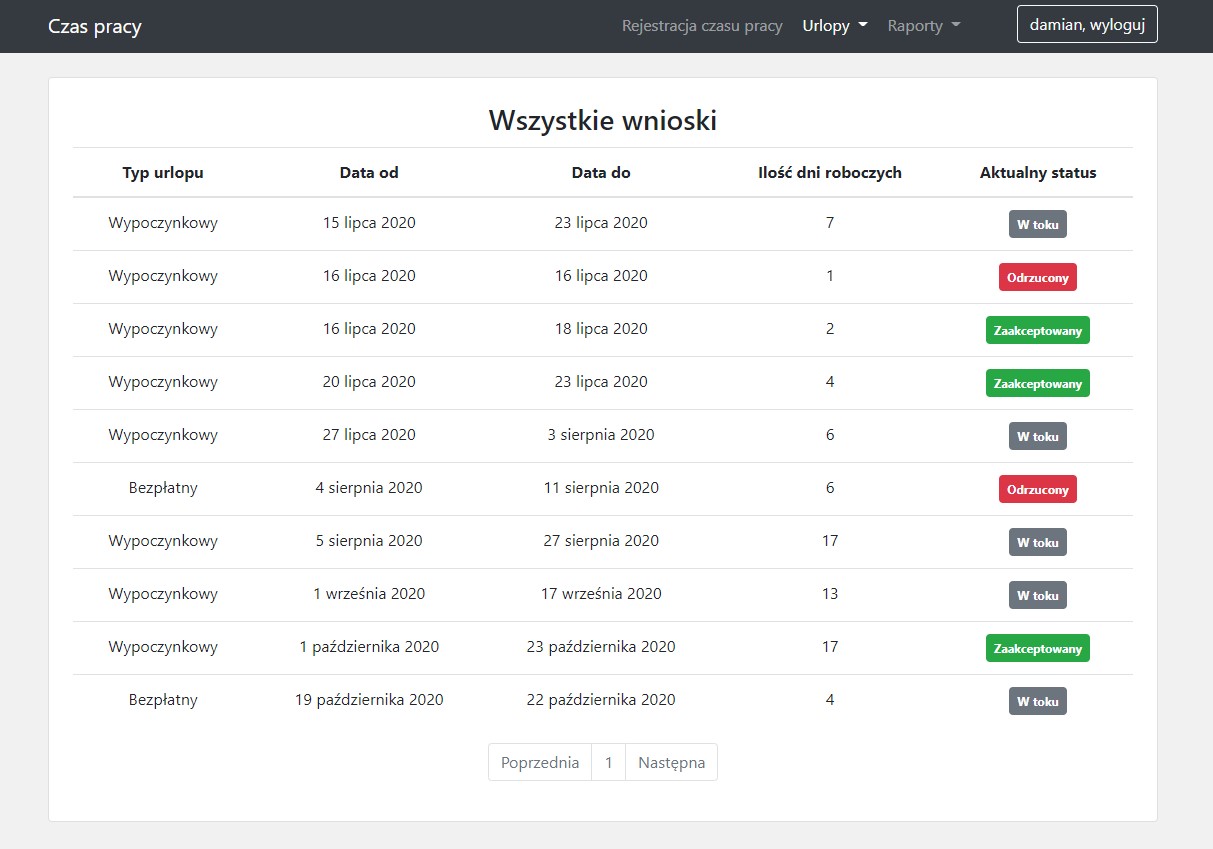 Czas pracy Rejestracja czasu pracy Urlopy Raporty damian, wyloguj
Wszystkie wnioski
Typ urlopu Data od Data do Ilość dni roboczych Aktualny status
Wypoczynkowy 15 lipca 2020 23 lipca 2020 7 W toku
Wypoczynkowy 16 lipca 2020 16 lipca 2020 1 Odrzucony
Wypoczynkowy 16 lipca 2020 18 lipca 2020 2 Zaakceptowany
Wypoczynkowy 20 lipca 2020 23 lipca 2020 4 Zaakceptowany
Wypoczynkowy 27 lipca 2020 3 sierpnia 2020 6 W toku
Bezpłatny 4 sierpnia 2020 11 sierpnia 2020 6 Odrzucony
Wypoczynkowy 5 sierpnia 2020 27 sierpnia 2020 17 W toku
Wypoczynkowy 1 września 2020 17 września 2020 13 W toku
Wypoczynkowy 1 października 2020 23 października 2020 17 Zaakceptowany
Bezpłatny 19 października 2020 22 października 2020 4 W toku
Poprzednia 1 Następna